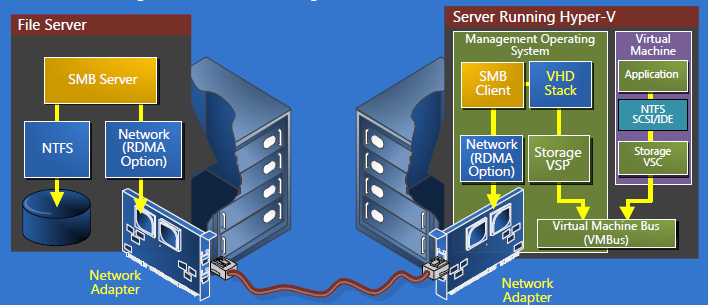 File Server
SMB Server
NTFS
Network
(RDMA
Option)
Network
Adapter
Server Running Hyper-V
Management Operating
System
SMB
Client
VHD
Stack
Network
(RDMA
Option)
Storage
VSP
Virtual
Machine
Application
NTFS
SCSI/IDE
Storage
VSC
Virtual Machine Bus
(VMBus)
Network
Adapter